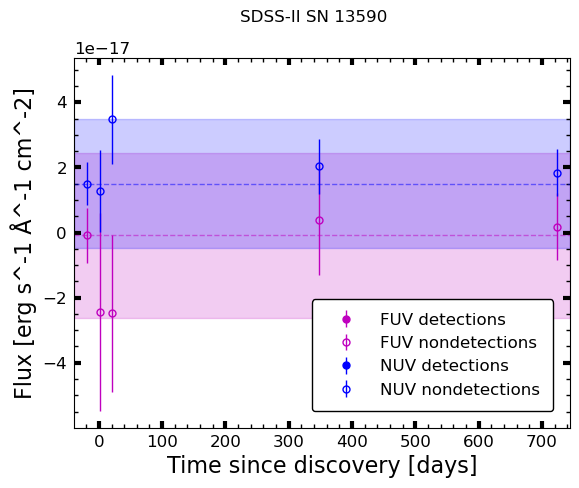 SDSS-II SN 13590
1e−17
Flux [erg s^-1 Å^-1 cm^-2]
4
2
0
−2
−4
FUV detections
FUV nondetections
NUV detections
NUV nondetections
0 100 200 300 400 500 600 700
Time since discovery [days]